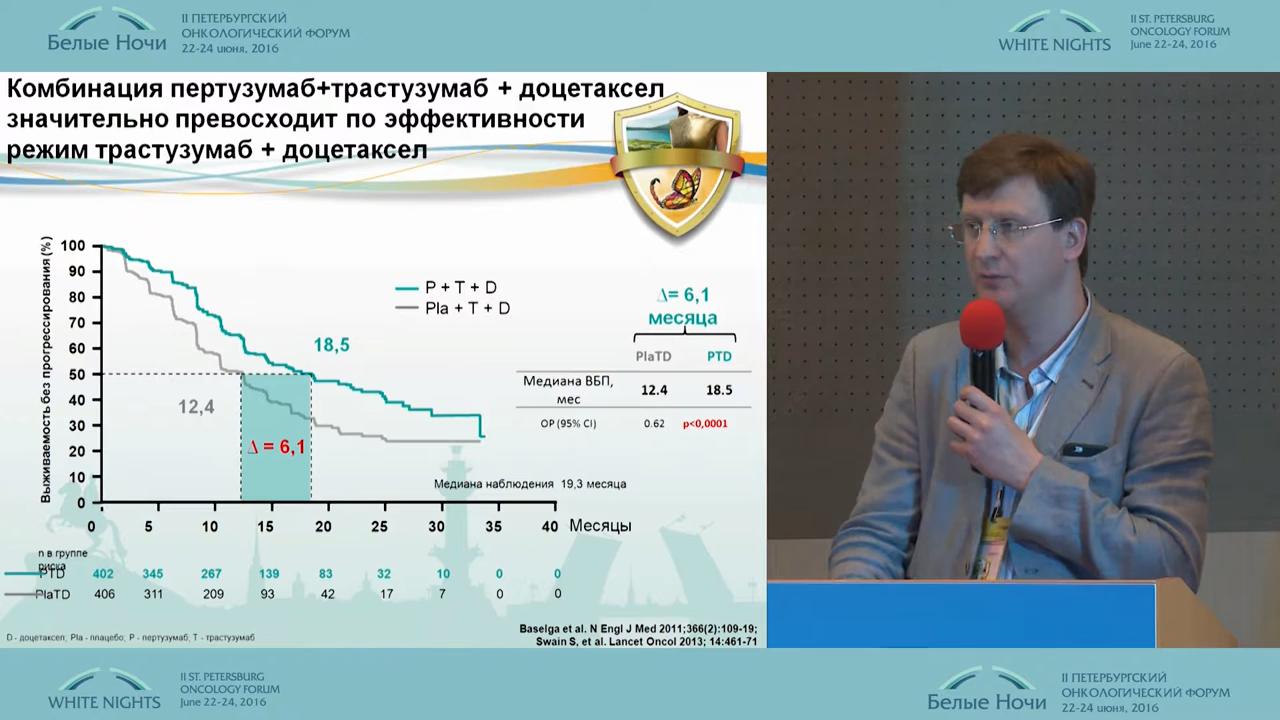 Белые Ночи
II ПЕТЕРБУРГСКИЙ
ОНКОЛОГИЧЕСКИЙ ФОРУМ
22-24 июня, 2016
WHITE NIGHTS
II ST. PETERSBURG
ONCOLOGY FORUM
June 22-24, 2016
Комбинация пертузумаб+трастузумаб + доцетаксел
значительно превосходит по эффективности
режим трастузумаб + доцетаксел
Выживаемость без прогрессирования (%)
100
90
80
70
60
50
40
30
20
10
0
P + T + D
Pla + T + D
18,5
12,4
Δ = 6,1
Δ= 6,1
месяца
PlaTD PTD
Медиана ВБП,
мес
12.4 18.5
ОР (95% CI) 0.62 p<0,0001
Медиана наблюдения 19,3 месяца
0 5 10 15 20 25 30 35 40 Месяцы
n в группе
риска
PTD 402 345 267 139 83 32 10 0 0
PlaTD 406 311 209 93 42 17 7 0 0
D - доцетаксел; Pla - плацебо; P - пертузумаб; T - трастузумаб
Baselga et al. N Engl J Med 2011;366(2):109-19;
Swain S, et al. Lancet Oncol 2013; 14:461-71
WHITE NIGHTS
II ST. PETERSBURG
ONCOLOGY FORUM
June 22-24, 2016
Белые Ночи
II ПЕТЕРБУРГСКИЙ
ОНКОЛОГИЧЕСКИЙ ФОРУМ
22-24 июня, 2016